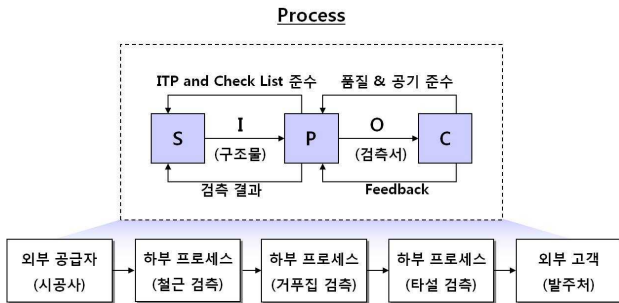 Process
ITP and Check List 준수
품질 & 공기 준수
S
I
(구조물)
P
O
(검측서)
C
검측 결과
Feedback
외부 공급자
(시공사)
하부 프로세스
(철근 검측)
하부 프로세스
(거푸집 검측)
하부 프로세스
(타설 검측)
외부 고객
(발주처)